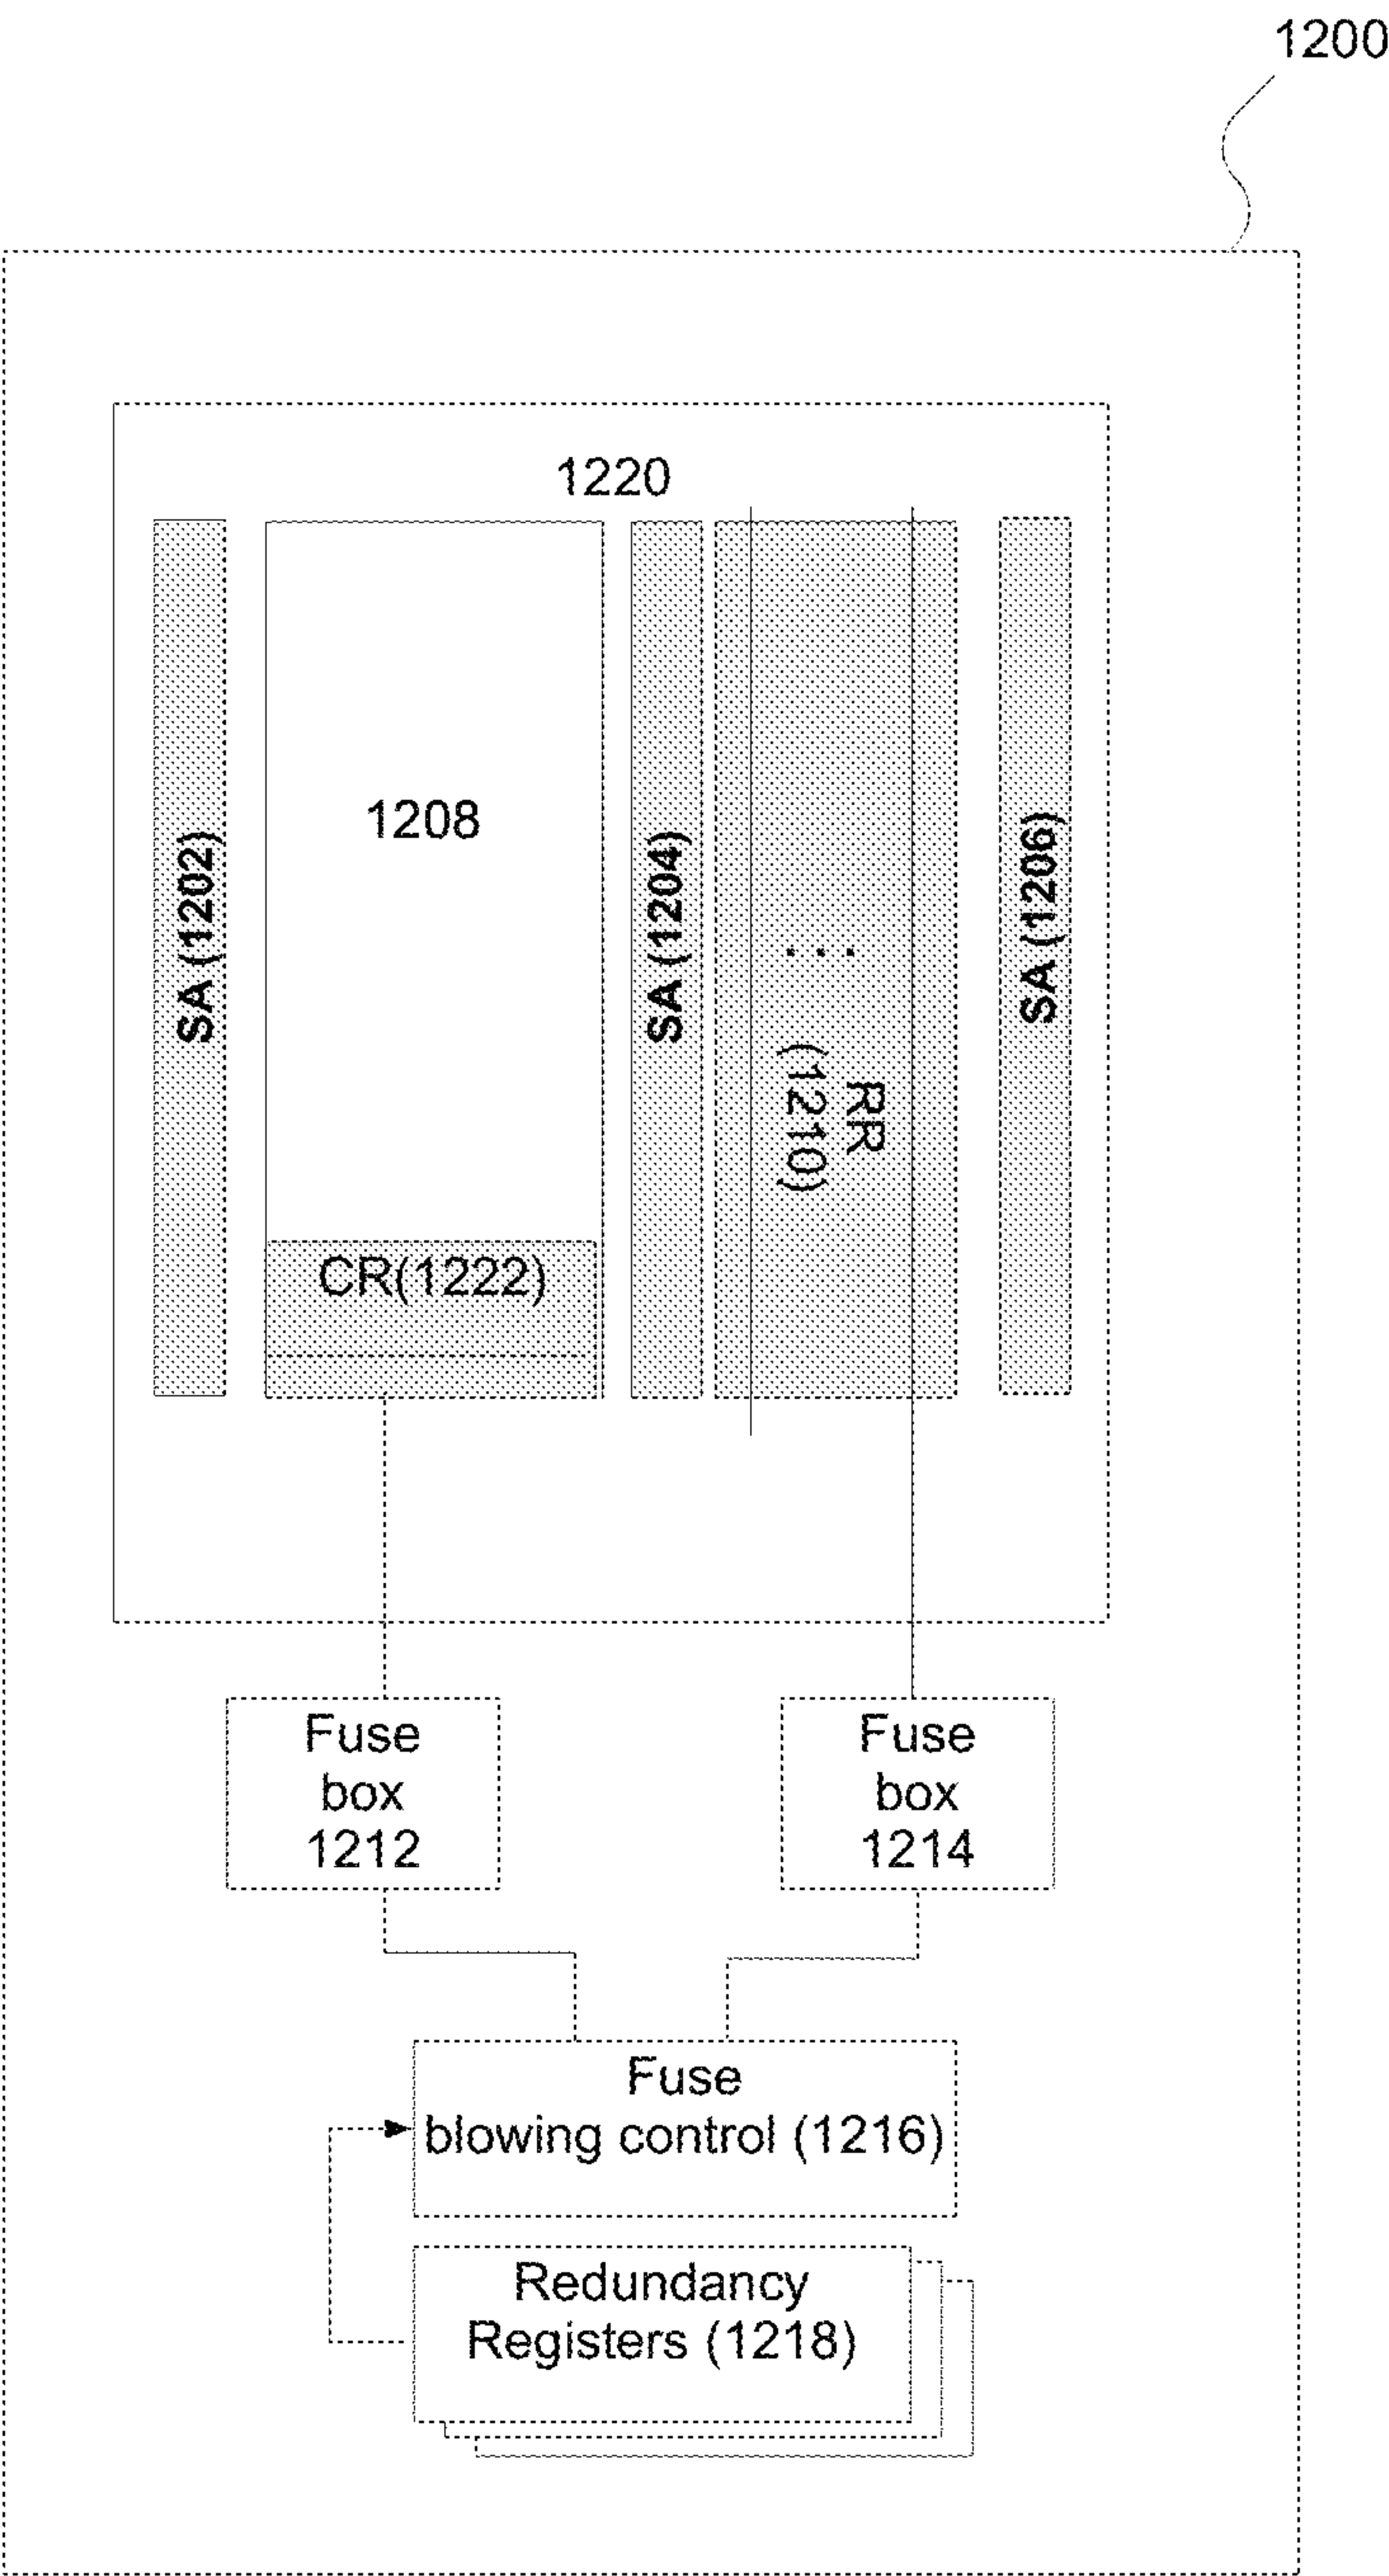 1200
1220
SA (1202)
1208
SA (1204)
...
RR
(1210)
SA (1206)
CR(1222)
Fuse
box
1212
Fuse
box
1214
Fuse
blowing control (1216)
Redundancy
Registers (1218)